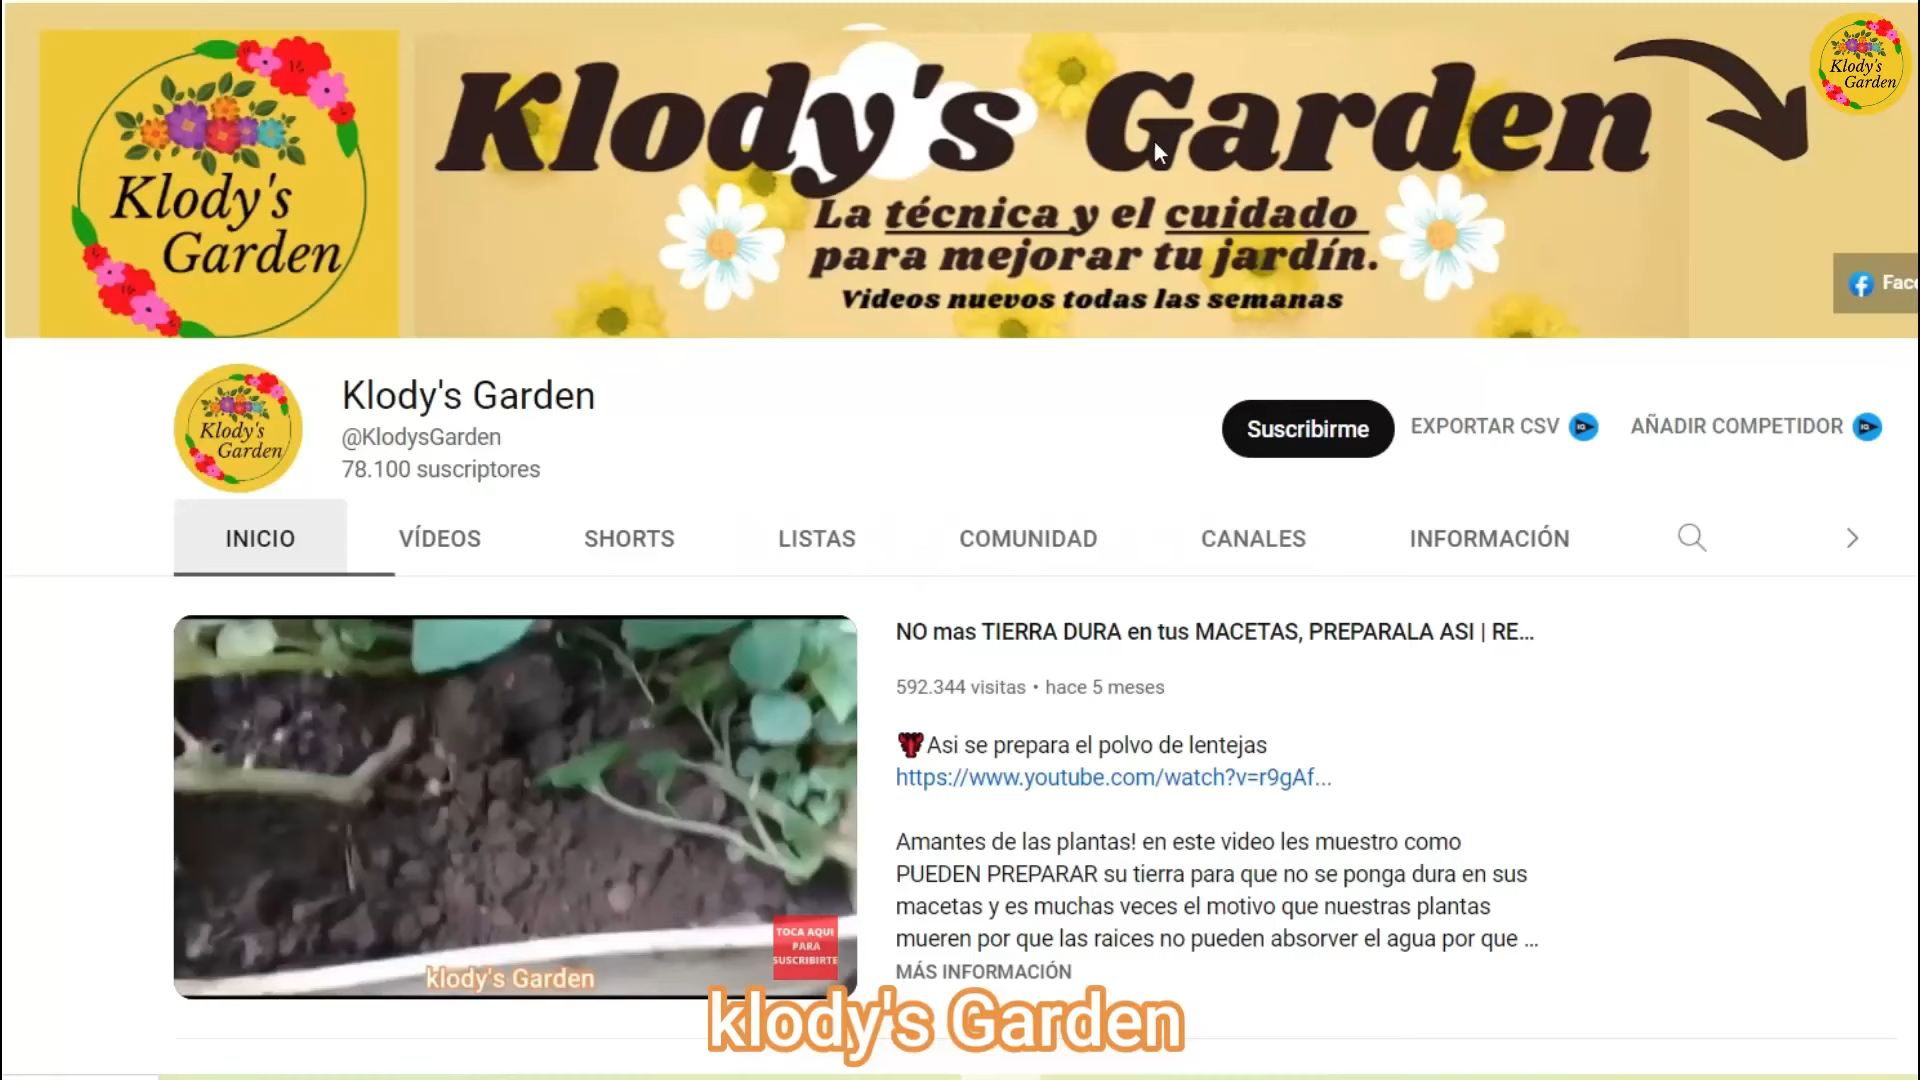 Klody's
Garden
Klody's Garden
La técnica y el cuidado
para mejorar tu jardín.
Videos nuevos todas las semanas
Klody's
Garden
Klody's
Garden
Klody's Garden
@KlodysGarden
78.100 suscriptores
Suscribirme
EXPORTAR CSV
AÑADIR COMPETIDOR
INICIO
VÍDEOS
SHORTS
LISTAS
COMUNIDAD
CANALES
INFORMACIÓN
TOCA AQUI
PARA
SUSCRIBIRTE
klody's Garden
NO mas TIERRA DURA en tus MACETAS, PREPARALA ASI | RE...
592.344 visitas • hace 5 meses
Asi se prepara el polvo de lentejas
https://www.youtube.com/watch?v=r9gAf...
Amantes de las plantas! en este video les muestro como
PUEDEN PREPARAR su tierra para que no se ponga dura en sus
macetas y es muchas veces el motivo que nuestras plantas
mueren por que las raices no pueden absorver el agua por que ...
MÁS INFORMACIÓN
klody's Garden